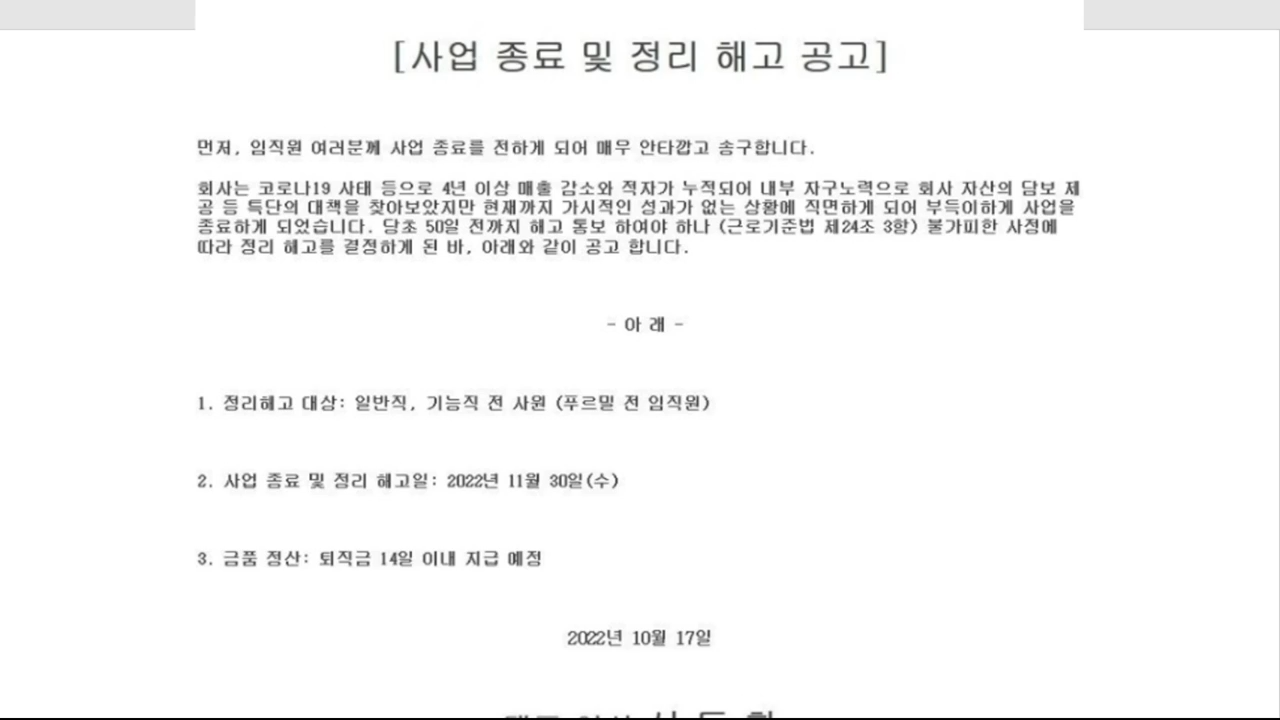 [사업 종료 및 정리 해고 공고]
먼저, 임직원 여러분께 사업 종료를 전하게 되어 매우 안타깝고 송구합니다.
회사는 코로나19 사태 등으로 4년 이상 매출 감소와 적자가 누적되어 내부 자구노력으로 회사 자산의 담보 제
공 등 특단의 대책을 찾아보았지만 현재까지 가시적인 성과가 없는 상황에 직면하게 되어 부득이하게 사업을
종료하게 되었습니다. 당초 50일 전까지 해고 통보 하여야 하나 (근로기준법 제24조 3항) 불가피한 사정에
따라 정리 해고를 결정하게 된 바, 아래와 같이 공고 합니다.
- 아 래 -
1. 정리해고 대상: 일반직, 기능직 전 사원 (푸르밀 전 임직원)
2. 사업 종료 및 정리 해고일: 2022년 11월 30일(수)
3. 금품 정산: 퇴직금 14일 이내 지급 예정
2022년 10월 17일